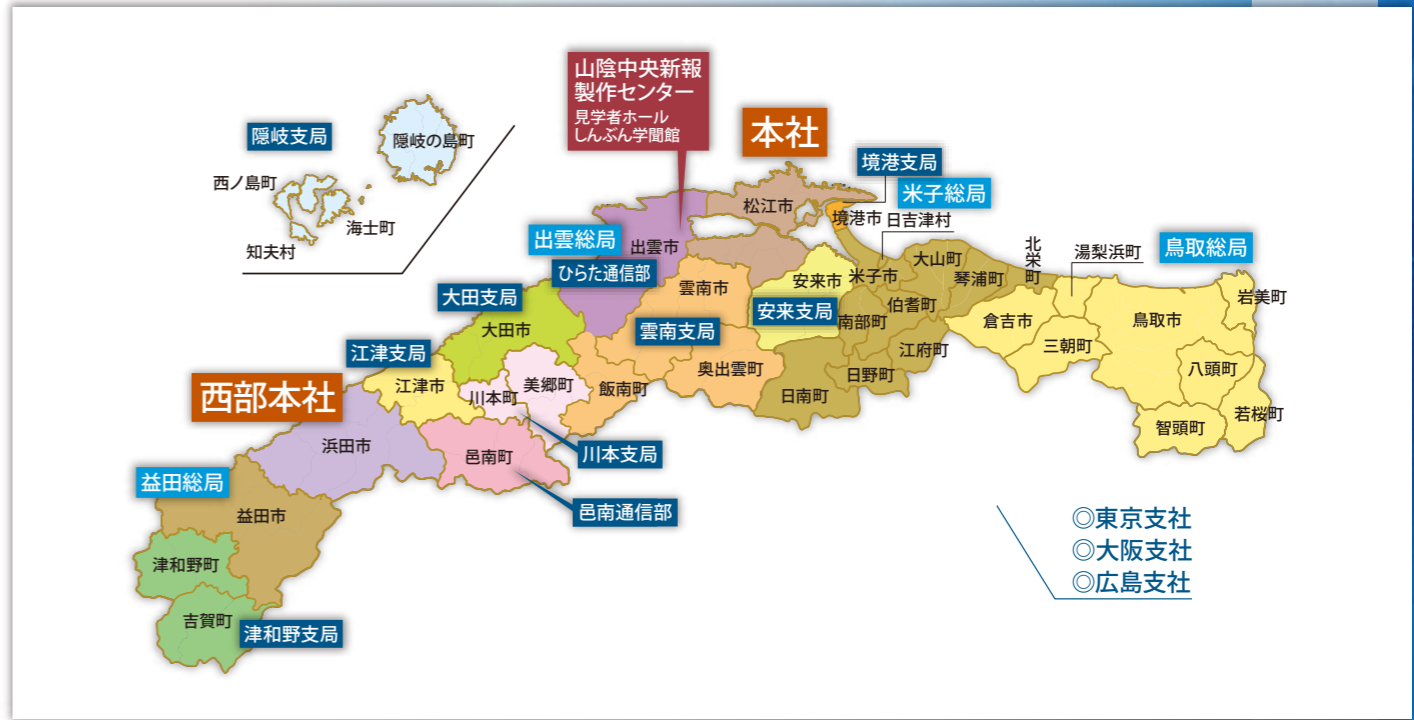 山陰中央新報
製作センター
見学者ホール
しんぶん学聞館
本社
隠岐支局
隠岐の島町
西ノ島町
海士町
知夫村
境港支局
米子総局
松江市
境港市
日吉津村
出雲総局
出雲市
ひらた通信部
北栄町
湯梨浜町
鳥取総局
大山町
琴浦町
米子市
安来市
伯耆町
雲南市
大田支局
安来支局
南部町
倉吉市
鳥取市
岩美町
大田市
雲南支局
江府町
三朝町
江津支局
奥出雲町
日野町
八頭町
西部本社
江津市
美郷町
川本町
飯南町
日南町
若桜町
智頭町
浜田市
邑南町
川本支局
益田総局
邑南通信部
益田市
津和野町
吉賀町
津和野支局
◎東京支社
◎大阪支社
◎広島支社